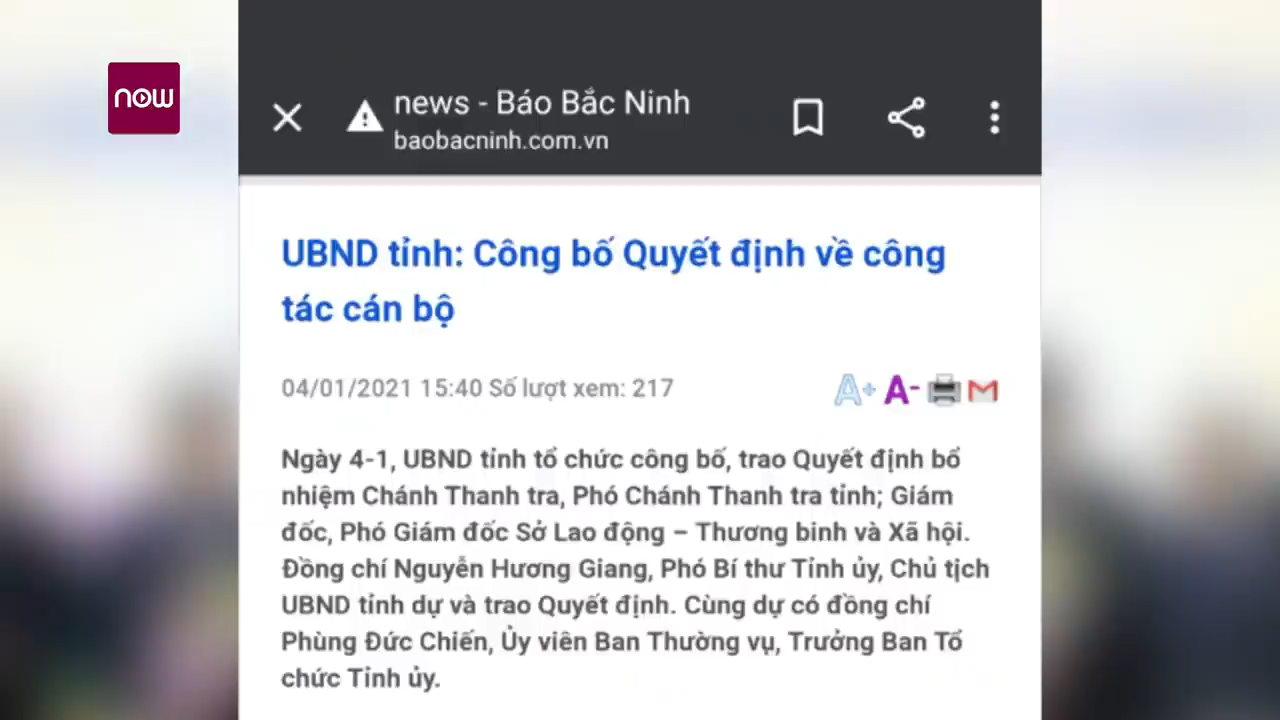 now
news - Báo Bắc Ninh
baobacninh.com.vn
UBND tỉnh: Công bố Quyết định về công
tác cán bộ
04/01/2021 15:40 Số lượt xem: 217
A+ A-
Ngày 4-1, UBND tỉnh tổ chức công bố, trao Quyết định bổ
nhiệm Chánh Thanh tra, Phó Chánh Thanh tra tỉnh; Giám
đốc, Phó Giám đốc Sở Lao động – Thương binh và Xã hội.
Đồng chí Nguyễn Hương Giang, Phó Bí thư Tỉnh ủy, Chủ tịch
UBND tỉnh dự và trao Quyết định. Cùng dự có đồng chí
Phùng Đức Chiến, Ủy viên Ban Thường vụ, Trưởng Ban Tổ
chức Tỉnh ủy.